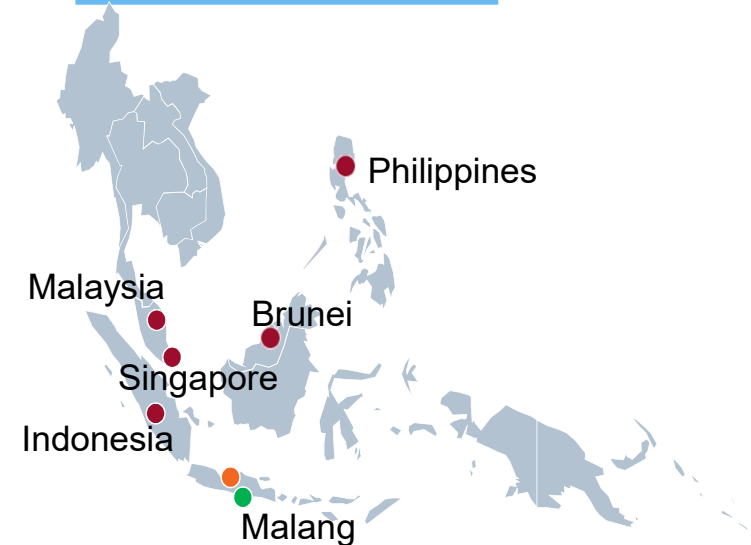 Philippines
Malaysia
Brunei
Singapore
Indonesia
Malang